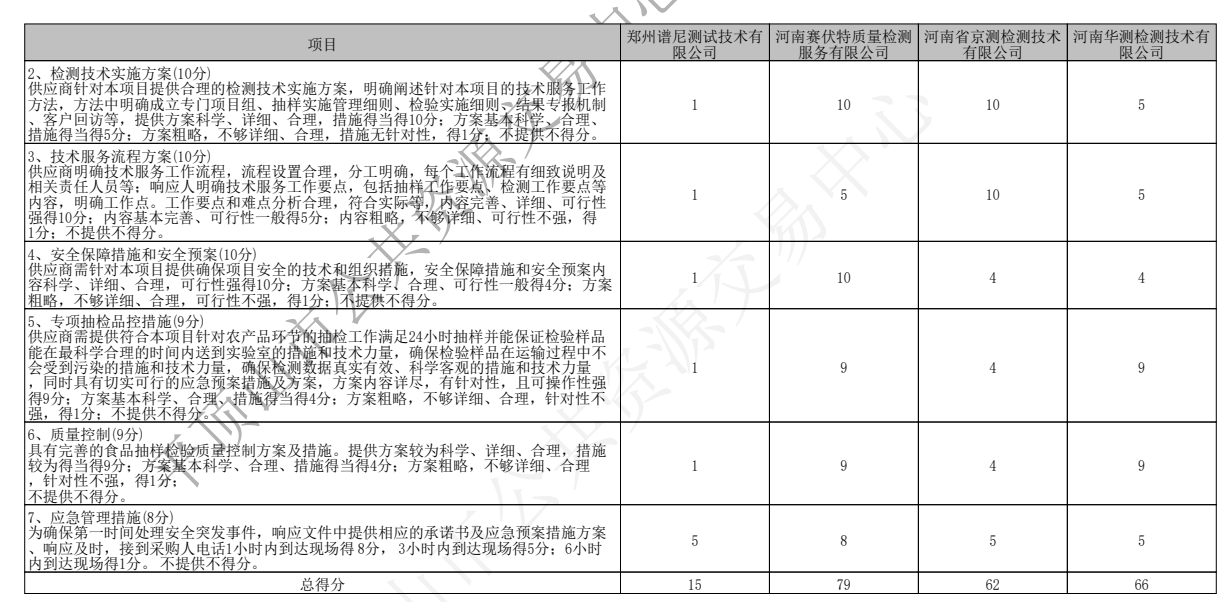 项目 郑州谱尼测试技术有限公司 河南赛伏特质量检测服务有限公司 河南省京测检测技术有限公司 河南华测检测技术有限公司
2、检测技术实施方案(10分)
供应商针对本项目提供合理的检测技术实施方案，明确阐述针对本项目的技术服务工作
方法，方法中明确成立专门项目组、抽样实施管理细则、检验实施细则、结果专报机制
、客户回访等，提供方案科学、详细、合理，措施得当得10分；方案基本科学、合理、
措施得当得5分；方案粗略，不够详细、合理，措施无针对性，得1分；不提供不得分。
1 10 10 5
3、技术服务流程方案(10分)
供应商明确技术服务工作流程，流程设置合理，分工明确，每个工作流程有细致说明及
相关责任人员等；响应人明确技术服务工作要点，包括抽样工作要点、检测工作要点等
内容，明确工作点。工作要点和难点分析合理，符合实际等，内容完善、详细、可行性
强得10分；内容基本完善、可行性一般得5分；内容粗略，不够详细、可行性不强，得
1分；不提供不得分。
1 5 10 5
4、安全保障措施和安全预案(10分)
供应商需针对本项目提供确保项目安全的技术和组织措施，安全保障措施和安全预案内
容科学、详细、合理，可行性强得10分；方案基本科学、合理、可行性一般得4分；方案
粗略，不够详细、合理，可行性不强，得1分；不提供不得分。
1 10 4 4
5、专项抽检品控措施(9分)
供应商需提供符合本项目针对农产品环节的抽检工作满足24小时抽样并能保证检验样品
能在最科学合理的时间内送到实验室的措施和技术力量，确保检验样品在运输过程中不
会受到污染的措施和技术力量，确保检测数据真实有效、科学客观的措施和技术力量
，同时具有切实可行的应急预案措施及方案，方案内容详尽，有针对性，且可操作性强
得9分；方案基本科学、合理、措施得当得4分；方案粗略，不够详细、合理，针对性不
强，得1分；不提供不得分。
1 9 4 9
6、质量控制(9分)
具有完善的食品抽样检验质量控制方案及措施。提供方案较为科学、详细、合理，措施
较为得当得9分；方案基本科学、合理、措施得当得4分；方案粗略，不够详细、合理
，针对性不强，得1分；
不提供不得分。
1 9 4 9
7、应急管理措施(8分)
为确保第一时间处理安全突发事件，响应文件中提供相应的承诺书及应急预案措施方案
、响应及时，接到采购人电话1小时内到达现场得8分，3小时内到达现场得5分；6小时
内到达现场得1分。不提供不得分。
5 8 5 5
总得分 15 79 62 66
平顶山市公共资源交易中心
山市公共资源交易中心